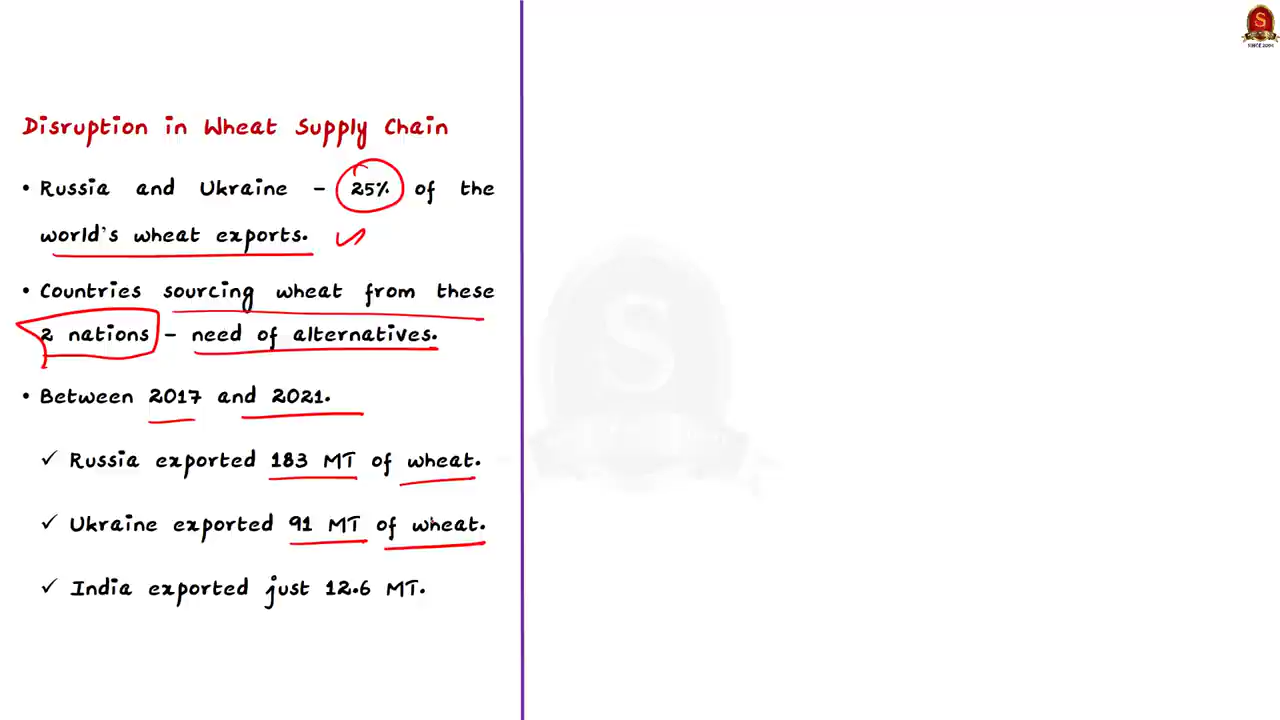 Disruption in Wheat Supply Chain
• Russia and Ukraine – 25% of the
world's wheat exports.
• Countries sourcing wheat from these
2 nations – need of alternatives.
• Between 2017 and 2021.
✓ Russia exported 183 MT of wheat.
✓ Ukraine exported 91 MT of wheat.
✓ India exported just 12.6 MT.
S
S